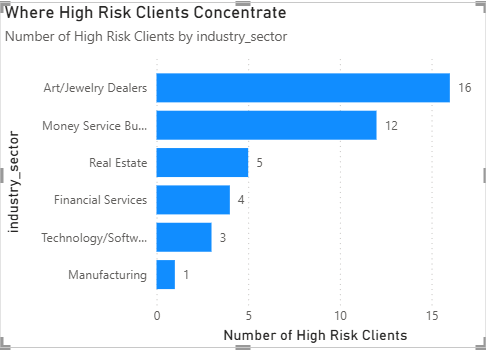 Where High Risk Clients Concentrate
Number of High Risk Clients by industry_sector
industry_sector
Art/Jewelry Dealers 16
Money Service Bu... 12
Real Estate 5
Financial Services 4
Technology/Softw... 3
Manufacturing 1
0 5 10 15
Number of High Risk Clients